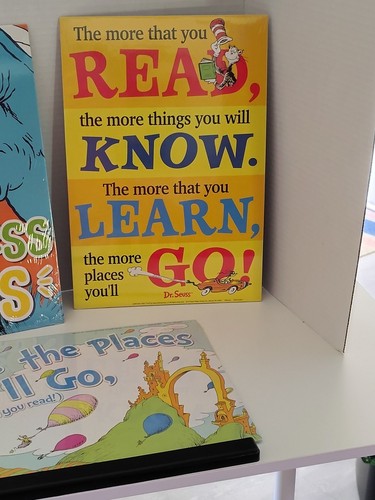 The more that you
READ,
the more things you will
KNOW.
The more that you
LEARN,
the more
places
you'll
GO!
Dr. Seuss
SS
S
the Places
ll Go,
you read!)